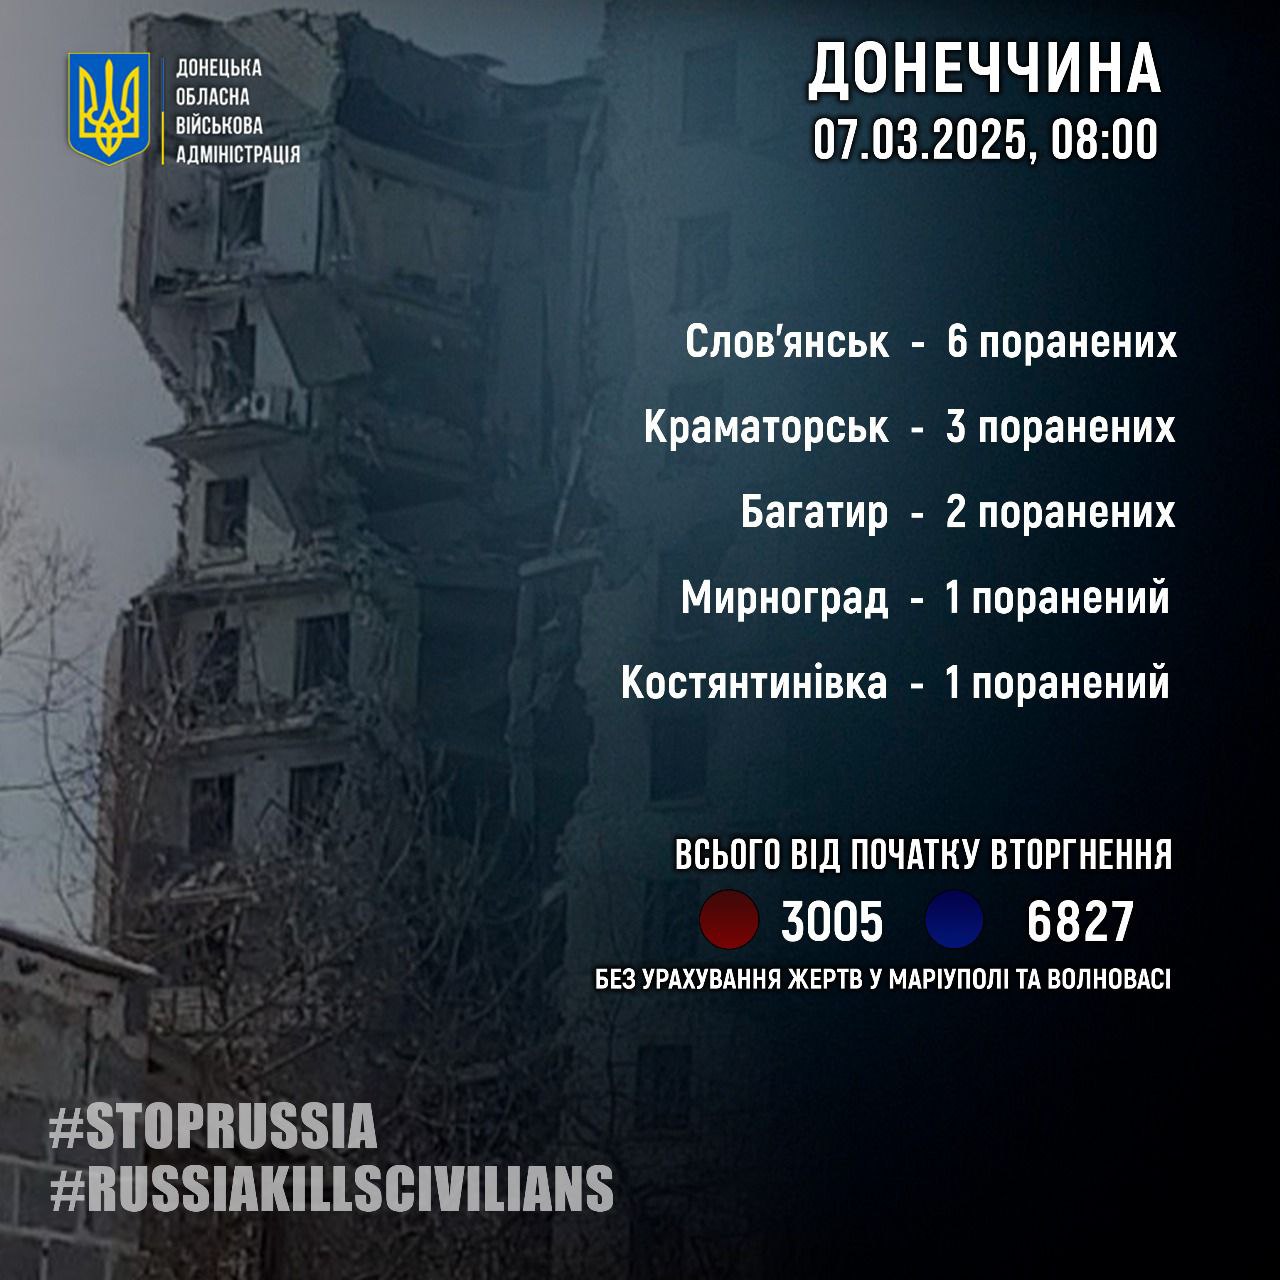 ДОНЕЦЬКА
ОБЛАСНА
ВІЙСЬКОВА
АДМІНІСТРАЦІЯ
ДОНЕЧЧИНА
07.03.2025, 08:00
Слов'янськ - 6 поранених
Краматорськ - 3 поранених
Багатир - 2 поранених
Мирноград - 1 поранений
Костянтинівка - 1 поранений
ВСЬОГО ВІД ПОЧАТКУ ВТОРГНЕННЯ
3005 6827
БЕЗ УРАХУВАННЯ ЖЕРТВ У МАРІУПОЛІ ТА ВОЛНОВАСІ
#STOPRUSSIA
#RUSSIAKILLSCIVILIANS